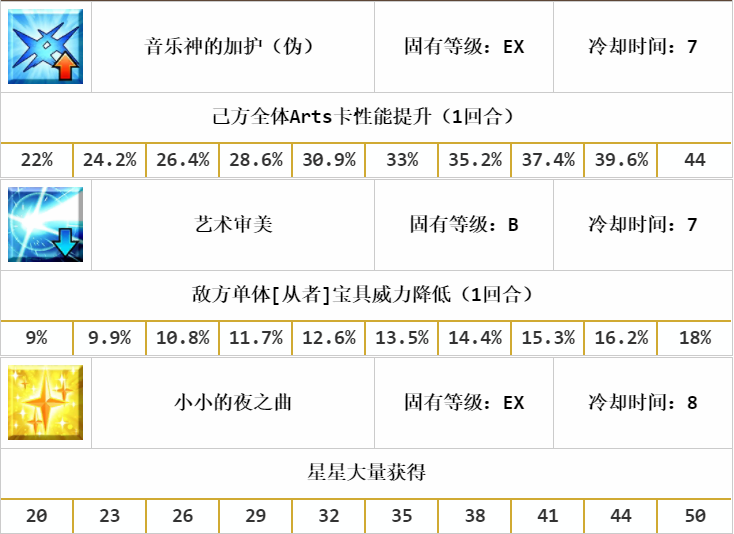 音乐神的加护（伪） 固有等级：EX 冷却时间：7
己方全体Arts卡性能提升（1回合）
22% 24.2% 26.4% 28.6% 30.9% 33% 35.2% 37.4% 39.6% 44
艺术审美 固有等级：B 冷却时间：7
敌方单体[从者]宝具威力降低（1回合）
9% 9.9% 10.8% 11.7% 12.6% 13.5% 14.4% 15.3% 16.2% 18%
小小的夜之曲 固有等级：EX 冷却时间：8
星星大量获得
20 23 26 29 32 35 38 41 44 50